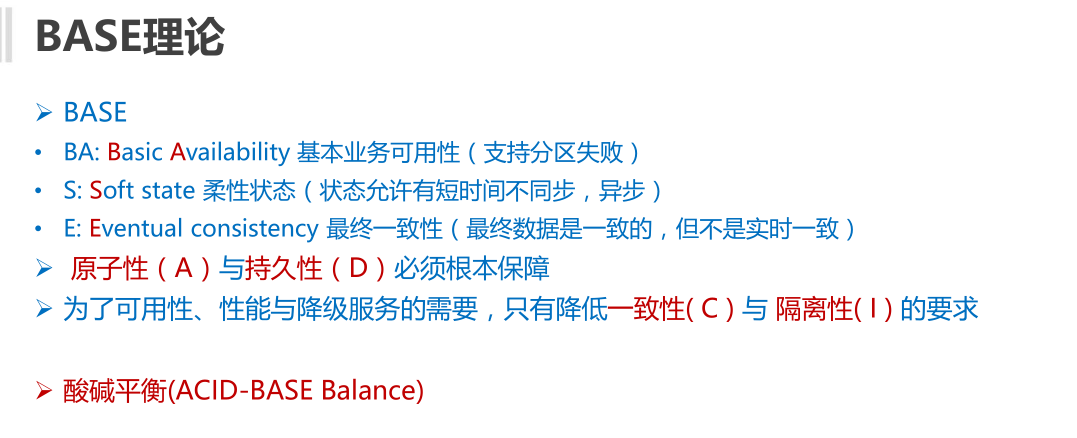 BASE理论
➢ BASE
• BA: Basic Availability 基本业务可用性（支持分区失败）
• S: Soft state 柔性状态（状态允许有短时间不同步，异步）
• E: Eventual consistency 最终一致性（最终数据是一致的，但不是实时一致）
➢ 原子性（A）与持久性（D）必须根本保障
➢ 为了可用性、性能与降级服务的需要，只有降低一致性( C ) 与 隔离性( I ) 的要求
➢ 酸碱平衡(ACID-BASE Balance)